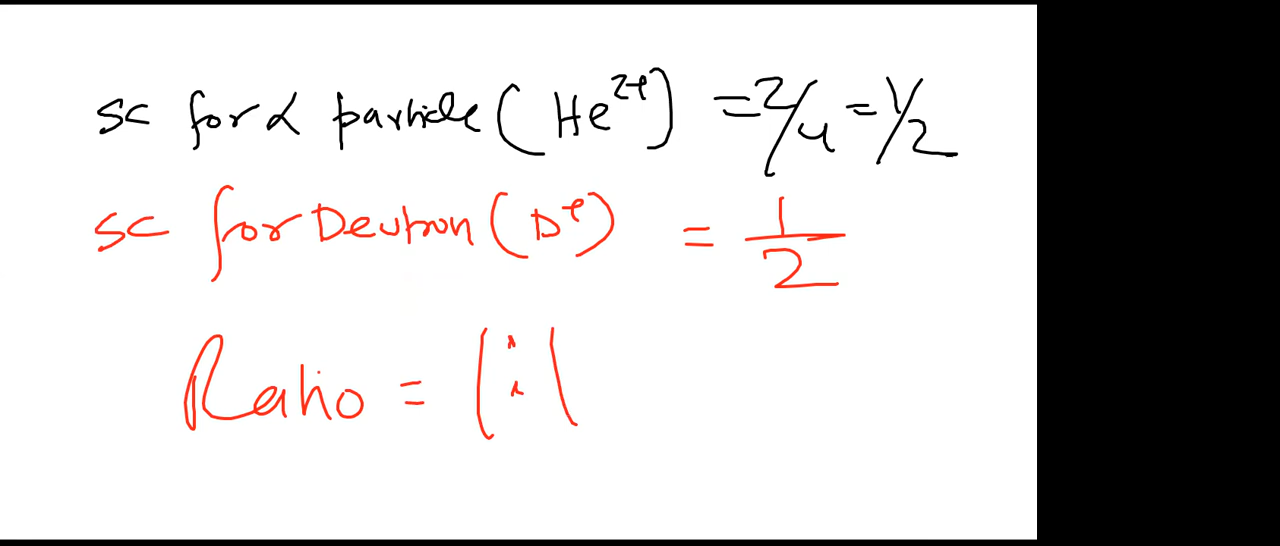 sc for α particle (He²⁺) = 2/4 = 1/2
sc for Deutron (D⁺) = 1/2
Ratio = 1:1